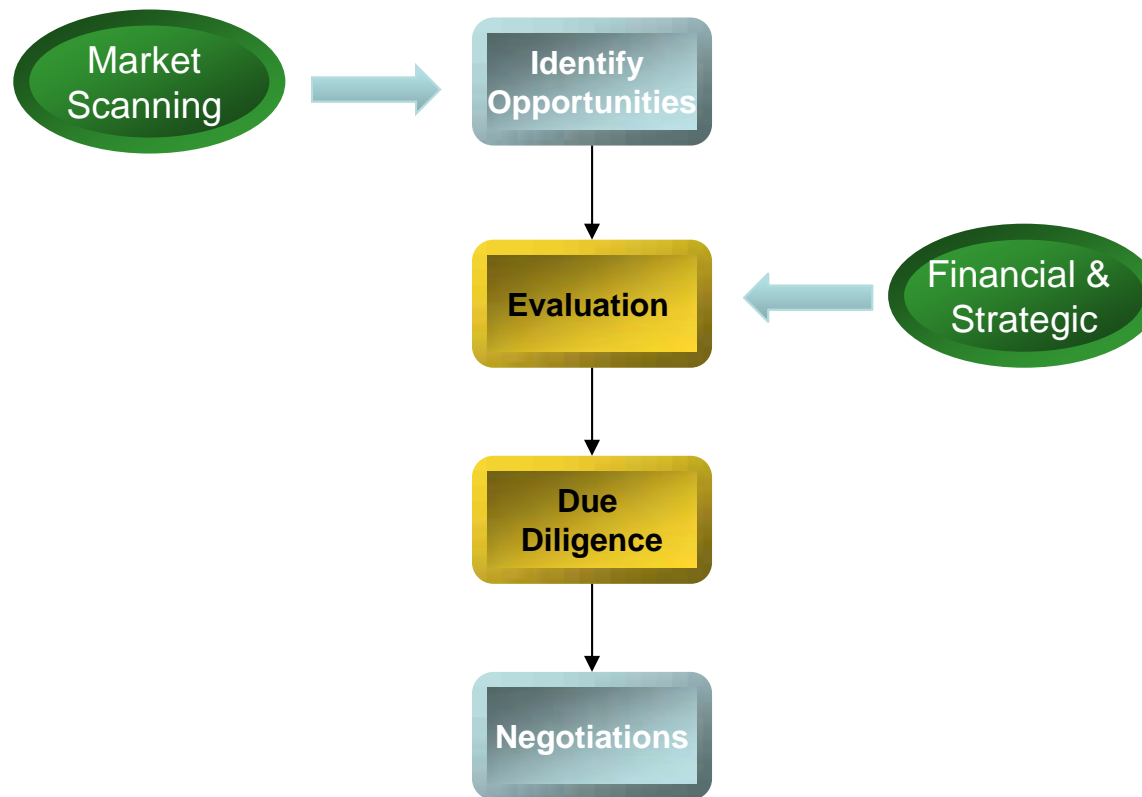 Market
Scanning
Identify
Opportunities
Evaluation
Financial &
Strategic
Due
Diligence
Negotiations